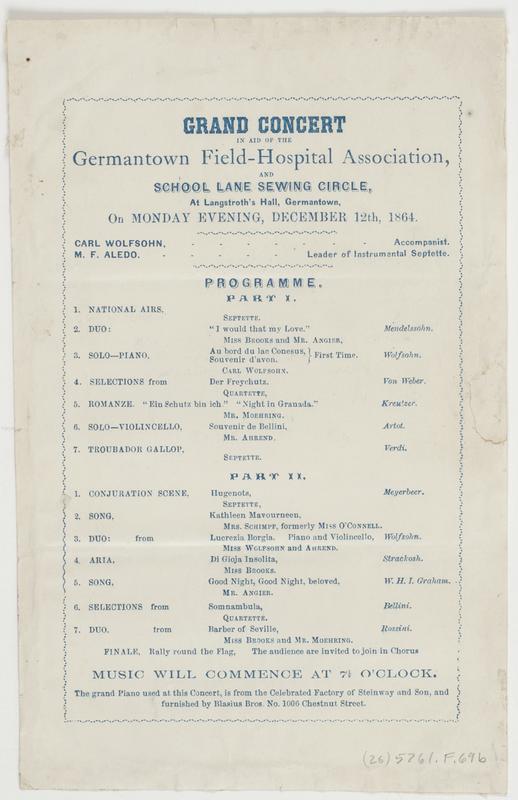 GRAND CONCERT
IN AID OF THE
Germantown Field-Hospital Association,
AND
SCHOOL LANE SEWING CIRCLE,
At Langstroth's Hall, Germantown,
On MONDAY EVENING, DECEMBER 12th, 1864.
CARL WOLFSOHN, - - - - - - - Accompanist.
M. F. ALEDO. - - - - - Leader of Instrumental Septette.
PROGRAMME.
PART I.
1. NATIONAL AIRS,
SEPTETTE.
2. DUO: "I would that my Love." Mendelssohn.
MISS BROOKS and MR. ANGIER,
3. SOLO—PIANO, Au bord du lac Conesus, } First Time. Wolfsohn.
Souvenir d'avon.
CARL WOLFSOHN.
4. SELECTIONS from Der Freychutz. Von Weber.
QUARTETTE,
5. ROMANZE. "Ein Schutz bin ich." "Night in Granada." Kreutzer.
MR. MOEHRING.
6. SOLO—VIOLINCELLO, Souvenir de Bellini, Artot.
MR. AHREND.
7. TROUBADOR GALLOP, Verdi.
SEPTETTE.
PART II.
1. CONJURATION SCENE, Hugenots, Meyerbeer.
SEPTETTE,
2. SONG, Kathleen Mavourneen,
MRS. SCHIMPF, formerly MISS O'CONNELL.
3. DUO: from Lucrezia Borgia. Piano and Violincello, Wolfsohn.
MISS WOLFSOHN and AHREND.
4. ARIA, Di Gioja Insolita, Strackosh.
MISS BROOKS.
5. SONG, Good Night, Good Night, beloved, W. H. I. Graham.
MR. ANGIER.
6. SELECTIONS from Somnambula, Bellini.
QUARTETTE.
7. DUO. from Barber of Seville, Rossini.
MISS BROOKS and MR. MOEHRING.
FINALE, Rally round the Flag, The audience are invited to join in Chorus
MUSIC WILL COMMENCE AT 7½ O'CLOCK.
The grand Piano used at this Concert, is from the Celebrated Factory of Steinway and Son, and
furnished by Blasius Bros. No. 1006 Chestnut Street.
(26) 5761.F.69b